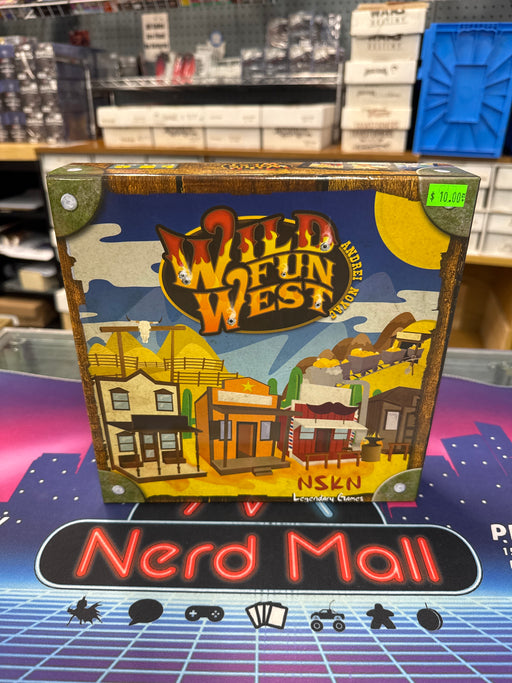 $ 10.00
WILD
FUN
WEST
ANDREI NOVAC
NSKN
Legendary Games
Nerd Mall